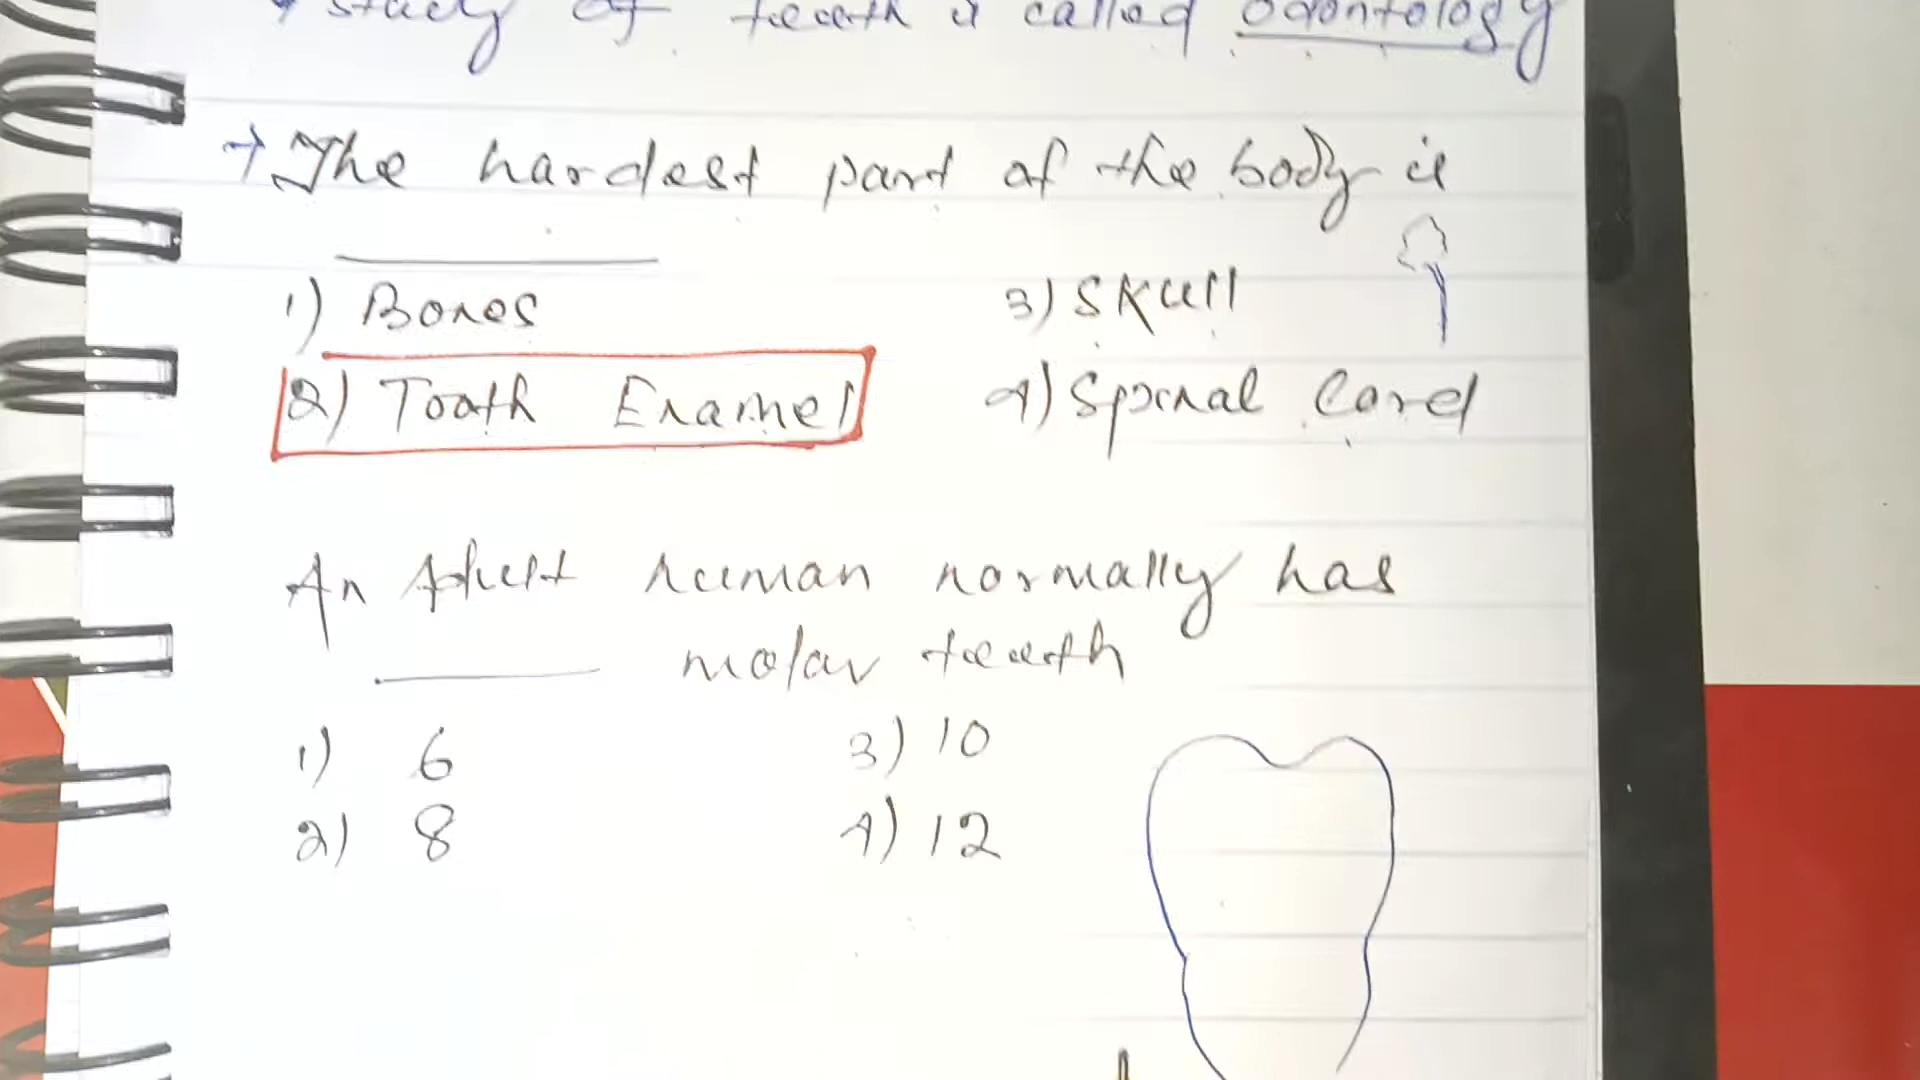 study of teeth is called odontology
→ The hardest part of the body is
________
1) Bones 3) Skull
2) Tooth Enamel 4) Spinal Cord
An Adult human normally has
________ molar teeth
1) 6 3) 10
2) 8 4) 12